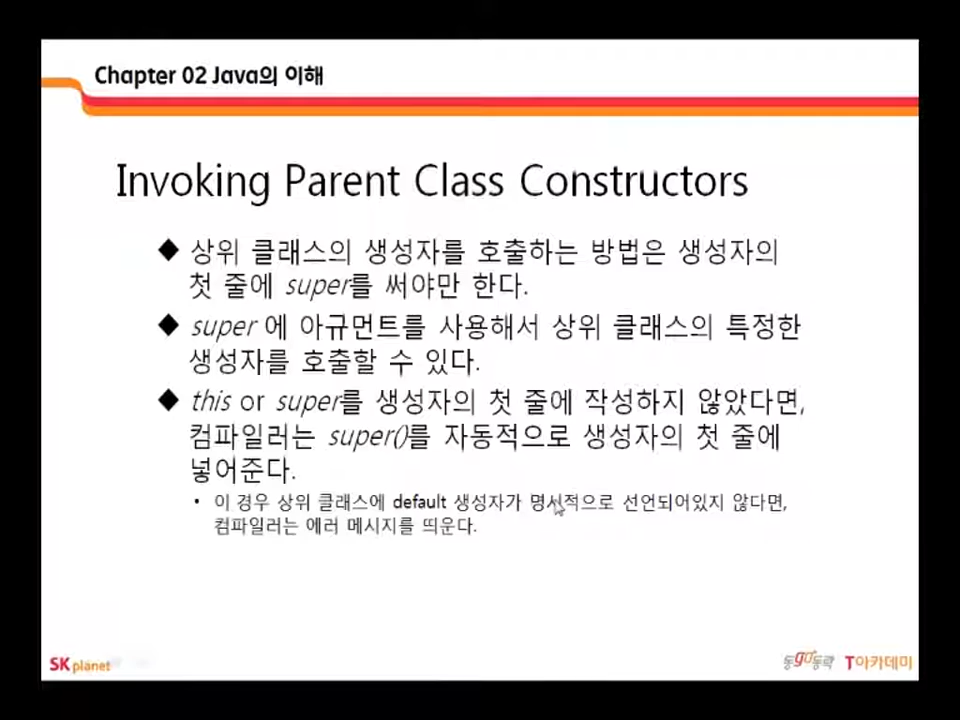 Chapter 02 Java의 이해
Invoking Parent Class Constructors
◆ 상위 클래스의 생성자를 호출하는 방법은 생성자의
첫 줄에 super를 써야만 한다.
◆ super 에 아규먼트를 사용해서 상위 클래스의 특정한
생성자를 호출할 수 있다.
◆ this or super를 생성자의 첫 줄에 작성하지 않았다면,
컴파일러는 super()를 자동적으로 생성자의 첫 줄에
넣어준다.
• 이 경우 상위 클래스에 default 생성자가 명시적으로 선언되어있지 않다면,
컴파일러는 에러 메시지를 띄운다.
SK planet
동go동락 T아카데미